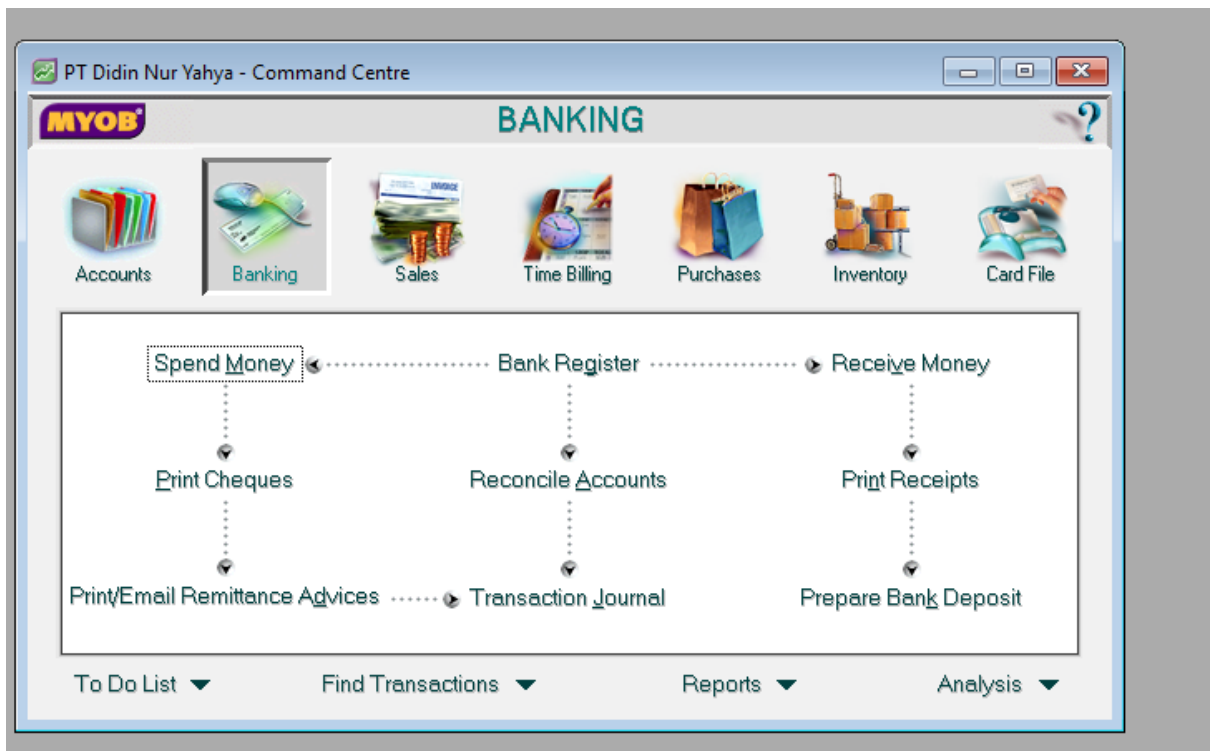 PT Didin Nur Yahya - Command Centre
MYOB BANKING ?
Accounts Banking Sales Time Billing Purchases Inventory Card File
Spend Money Bank Register Receive Money
Print Cheques Reconcile Accounts Print Receipts
Print/Email Remittance Advices Transaction Journal Prepare Bank Deposit
To Do List Find Transactions Reports Analysis